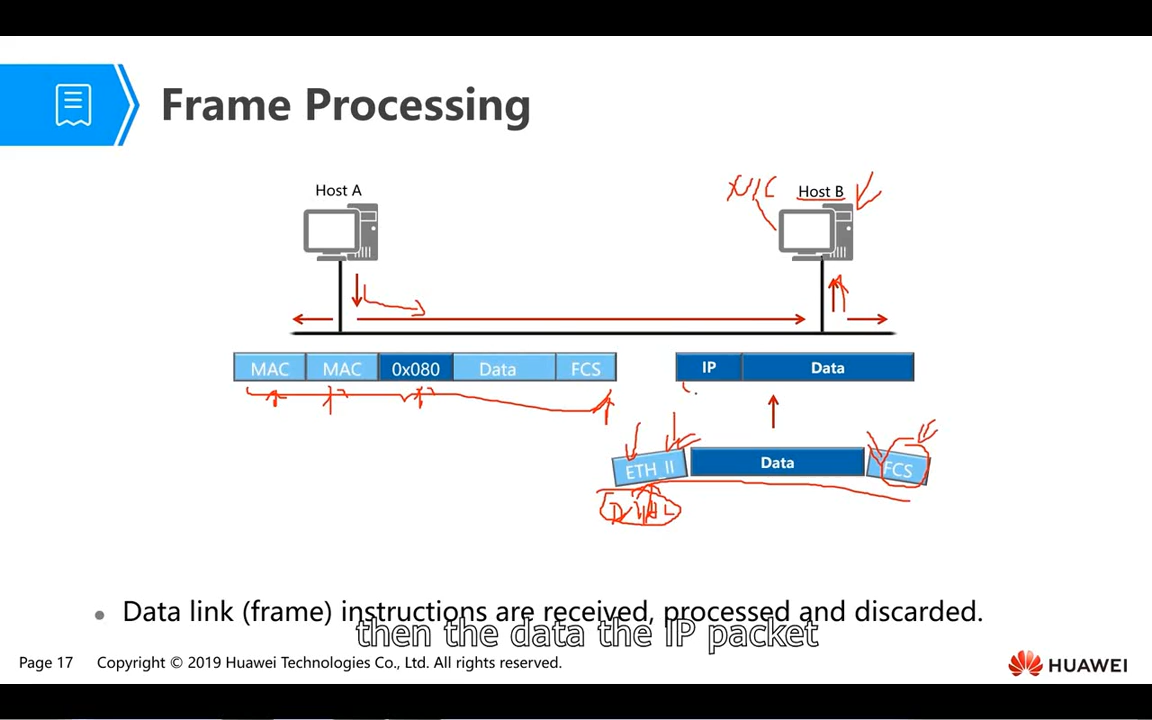 Frame Processing
Host A
NIC
Host B
MAC MAC 0x080 Data FCS
IP Data
ETH II Data FCS
Data link (frame) instructions are received, processed and discarded.
then the data the IP packet
Page 17 Copyright © 2019 Huawei Technologies Co., Ltd. All rights reserved.
HUAWEI